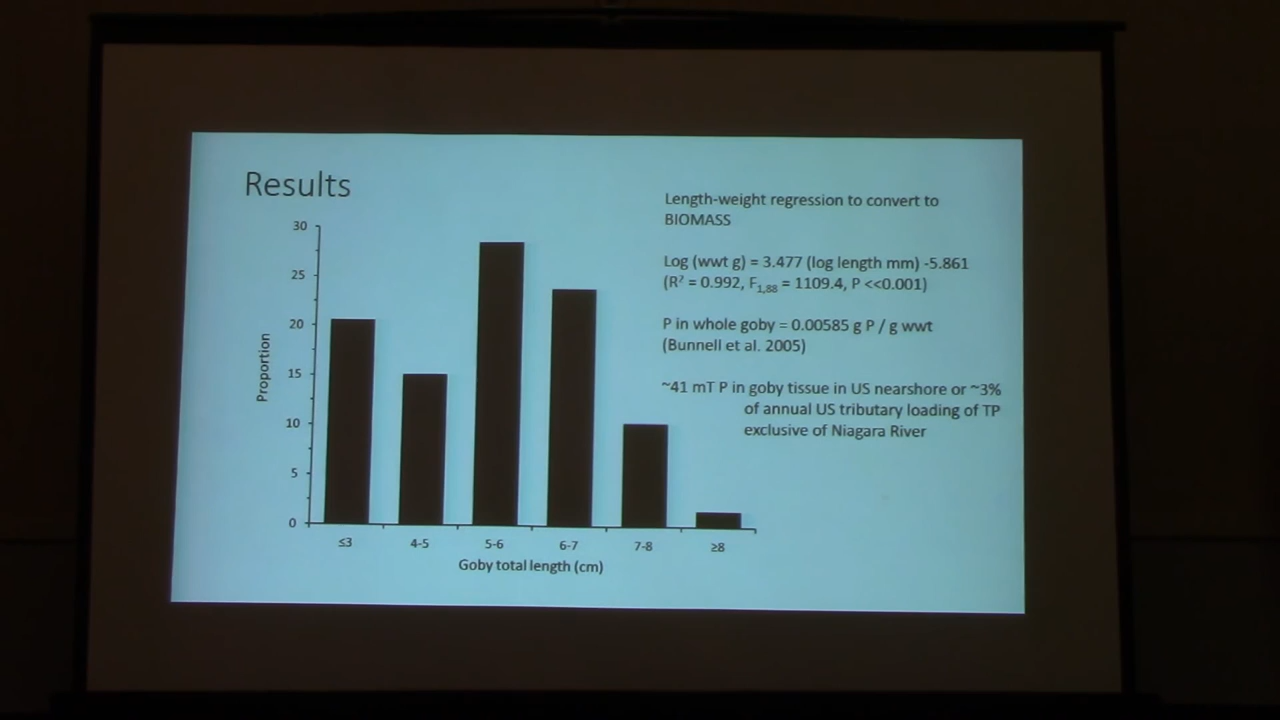 Results
Length-weight regression to convert to
BIOMASS
Log (wwt g) = 3.477 (log length mm) -5.861
(R² = 0.992, F1,88 = 1109.4, P <<0.001)
P in whole goby = 0.00585 g P / g wwt
(Bunnell et al. 2005)
~41 mT P in goby tissue in US nearshore or ~3%
of annual US tributary loading of TP
exclusive of Niagara River
Proportion
30
25
20
15
10
5
0
≤3 4-5 5-6 6-7 7-8 ≥8
Goby total length (cm)